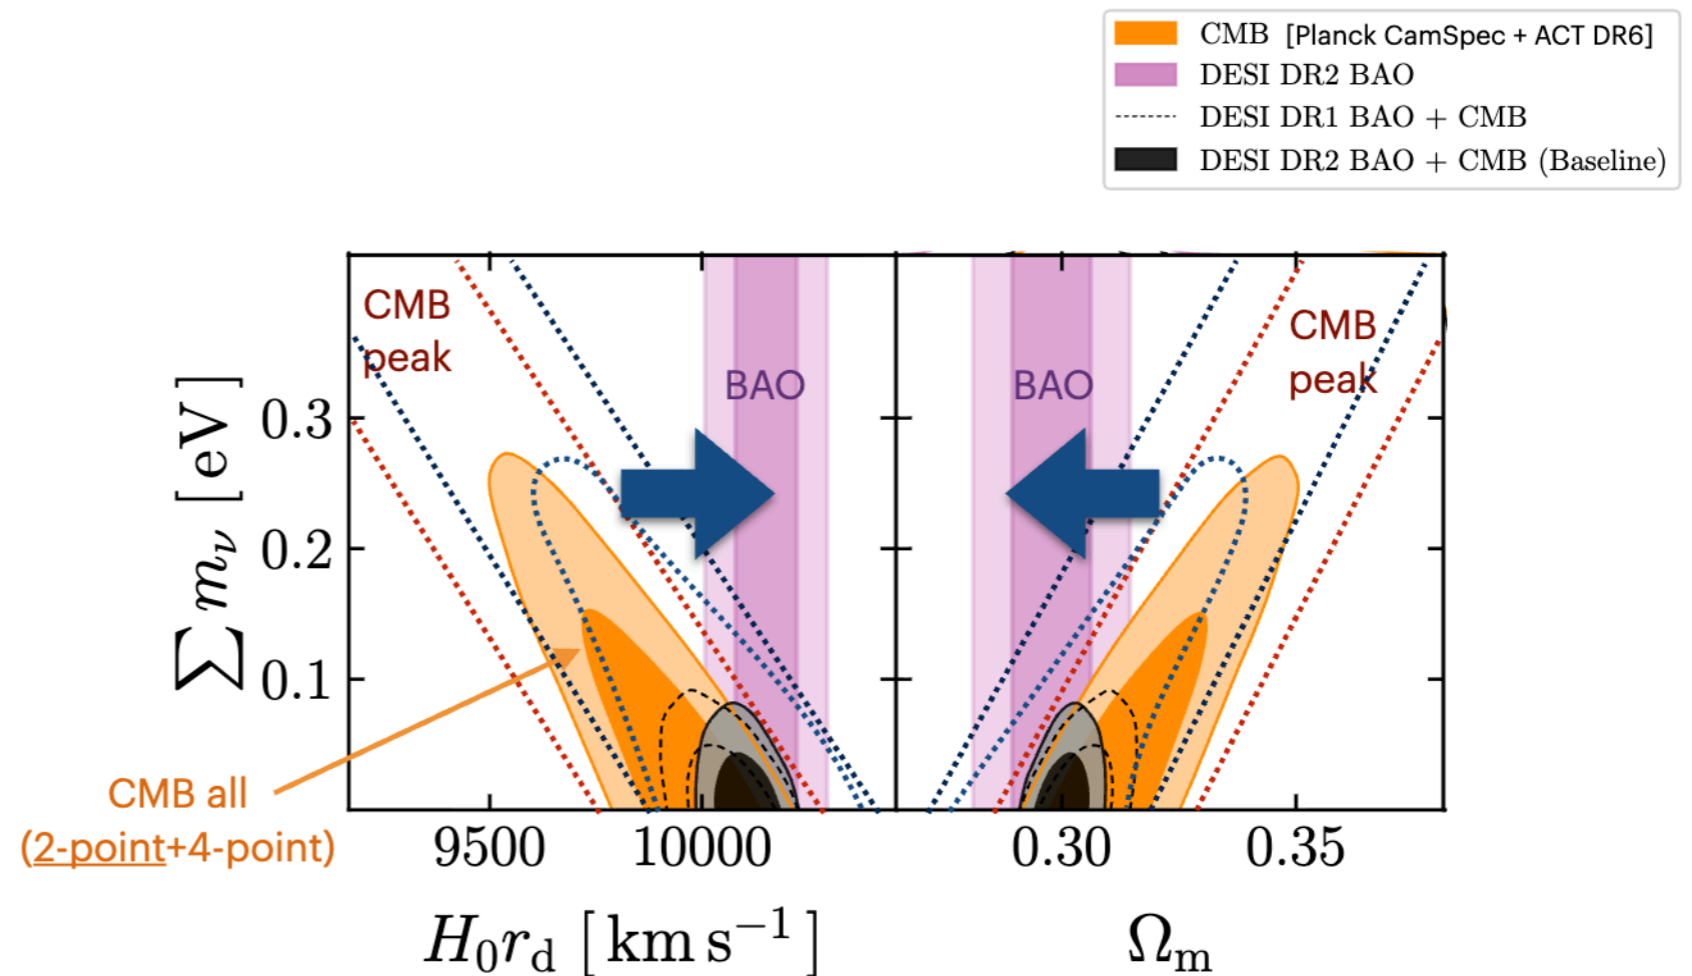 CMB [Planck CamSpec + ACT DR6]
DESI DR2 BAO
DESI DR1 BAO + CMB
DESI DR2 BAO + CMB (Baseline)
CMB
peak
BAO
BAO
CMB
peak
∑ mν [eV]
0.3
0.2
0.1
CMB all
(2-point+4-point)
9500
10000
0.30
0.35
H₀r_d [km s⁻¹]
Ωₘ